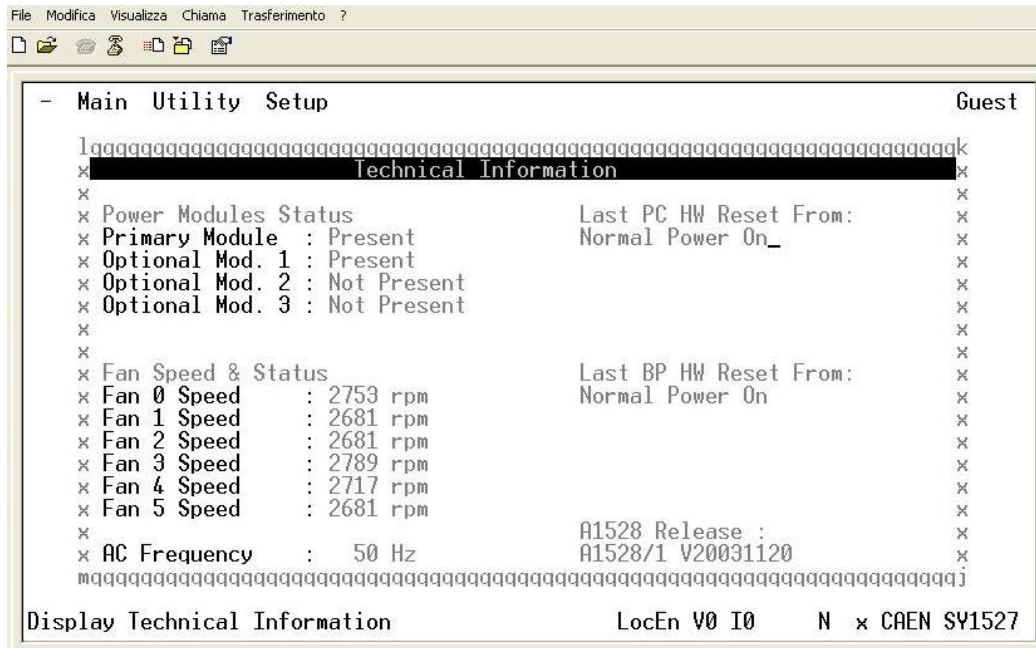 File Modifica Visualizza Chiama Trasferimento ?
- Main Utility Setup Guest
lqqqqqqqqqqqqqqqqqqqqqqqqqqqqqqqqqqqqqqqqqqqqqqqqqqqqqqqqqqqqqqqqqqqqk
x Technical Information x
x x
x Power Modules Status Last PC HW Reset From: x
x Primary Module : Present Normal Power On_ x
x Optional Mod. 1 : Present x
x Optional Mod. 2 : Not Present x
x Optional Mod. 3 : Not Present x
x x
x x
x Fan Speed & Status Last BP HW Reset From: x
x Fan 0 Speed : 2753 rpm Normal Power On x
x Fan 1 Speed : 2681 rpm x
x Fan 2 Speed : 2681 rpm x
x Fan 3 Speed : 2789 rpm x
x Fan 4 Speed : 2717 rpm x
x Fan 5 Speed : 2681 rpm x
x A1528 Release : x
x AC Frequency : 50 Hz A1528/1 V20031120 x
mqqqqqqqqqqqqqqqqqqqqqqqqqqqqqqqqqqqqqqqqqqqqqqqqqqqqqqqqqqqqqqqqqqqqj
Display Technical Information LocEn V0 I0 N x CAEN SY1527